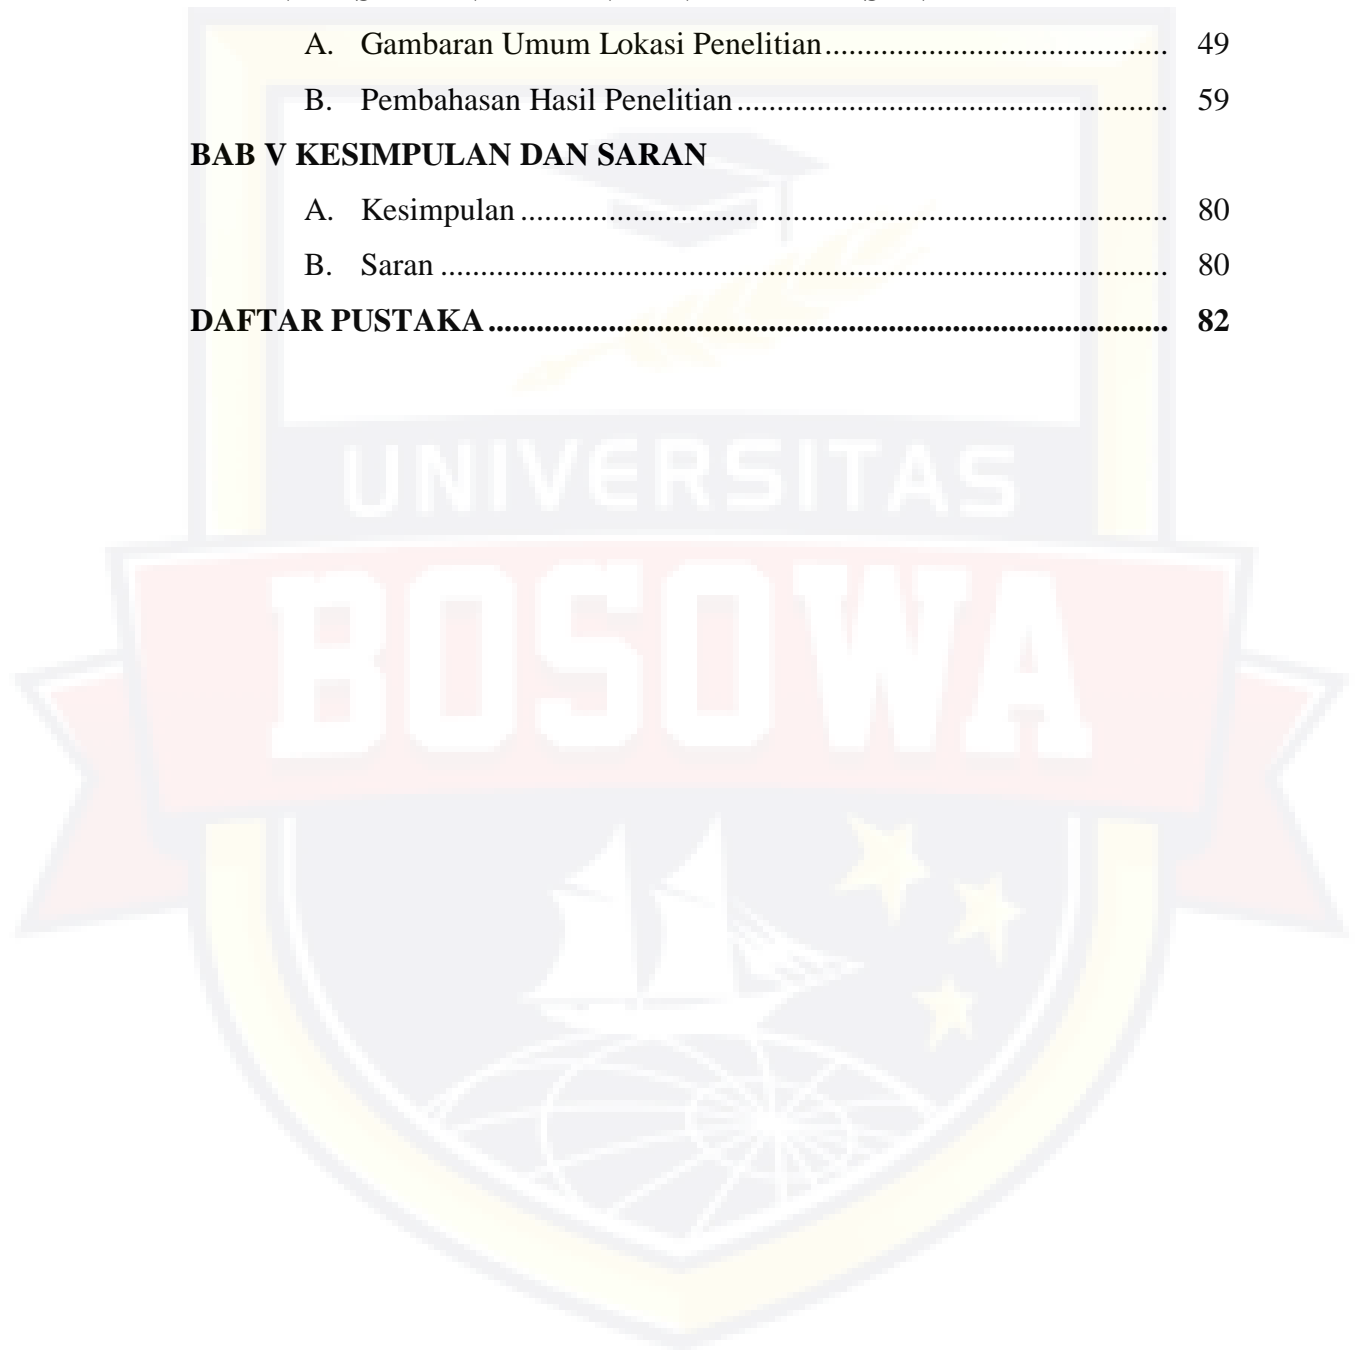 A. Gambaran Umum Lokasi Penelitian........................................... 49
B. Pembahasan Hasil Penelitian...................................................... 59
BAB V KESIMPULAN DAN SARAN
A. Kesimpulan.................................................................................. 80
B. Saran............................................................................................ 80
DAFTAR PUSTAKA..................................................................................... 82
UNIVERSITAS
BOSOWA